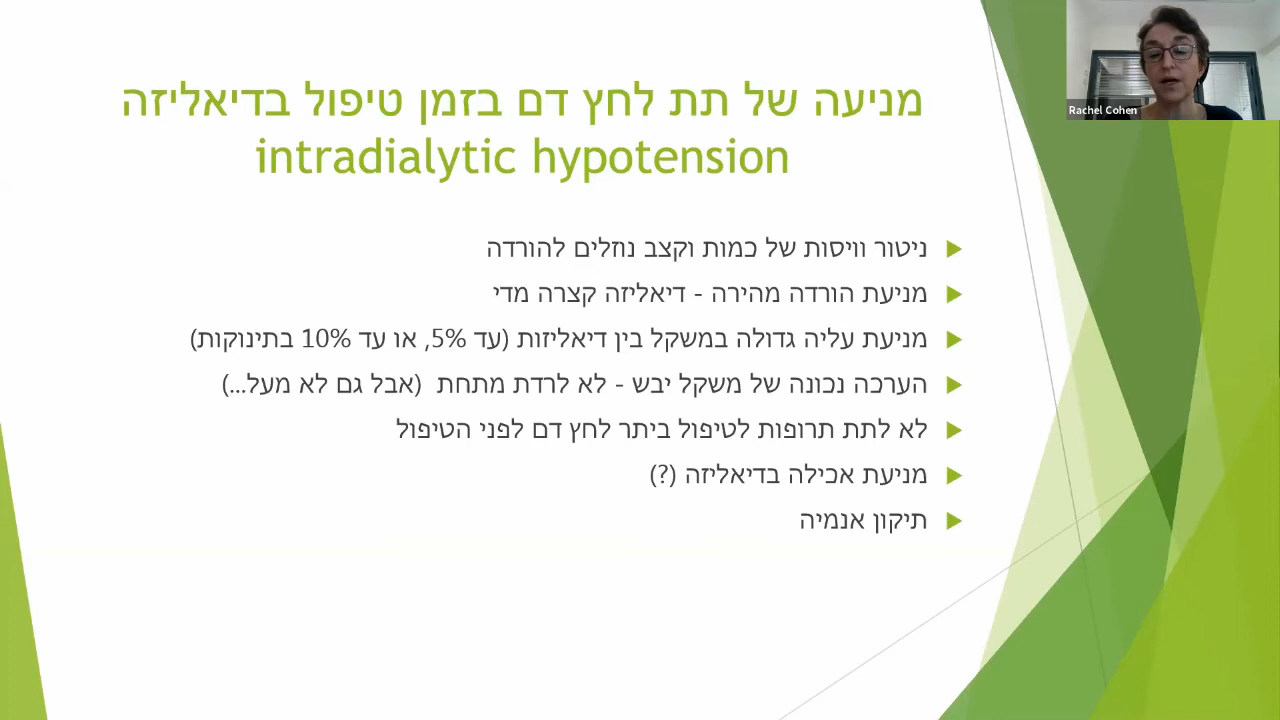 מניעה של תת לחץ דם בזמן טיפול בדיאליזה
intradialytic hypotension
ניטור וויסות של כמות וקצב נוזלים להורדה
מניעת הורדה מהירה - דיאליזה קצרה מדי
מניעת עליה גדולה במשקל בין דיאליזות (עד 5%, או עד 10% בתינוקות)
הערכה נכונה של משקל יבש - לא לרדת מתחת (אבל גם לא מעל...)
לא לתת תרופות לטיפול ביתר לחץ דם לפני הטיפול
מניעת אכילה בדיאליזה (?)
תיקון אנמיה
Rachel Cohen